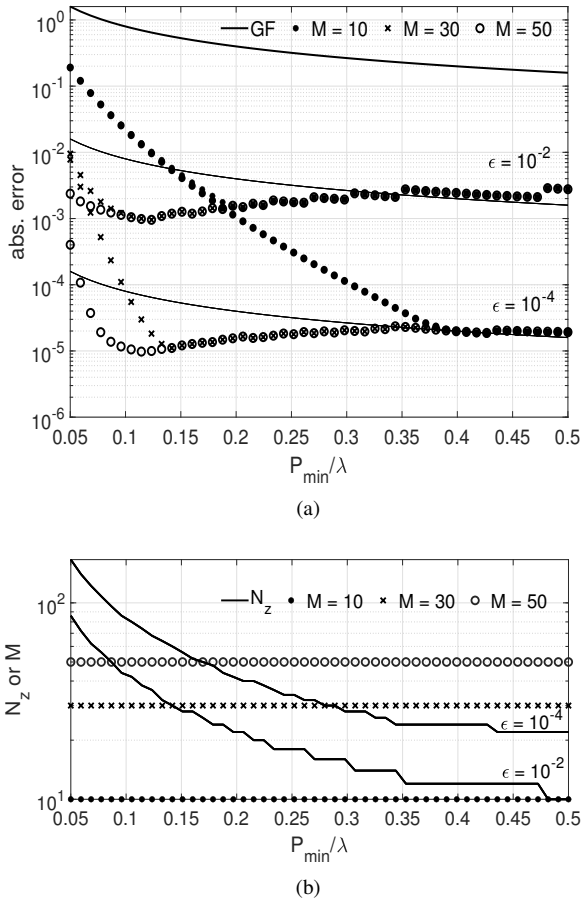 GF M = 10 M = 30 M = 50
10^0
10^-1
10^-2
10^-3
10^-4
10^-5
10^-6
abs. error
ϵ = 10^-2
ϵ = 10^-4
0.05 0.1 0.15 0.2 0.25 0.3 0.35 0.4 0.45 0.5
P_min/λ
(a)
N_z M = 10 M = 30 M = 50
10^2
10^1
N_z or M
ϵ = 10^-4
ϵ = 10^-2
0.05 0.1 0.15 0.2 0.25 0.3 0.35 0.4 0.45 0.5
P_min/λ
(b)